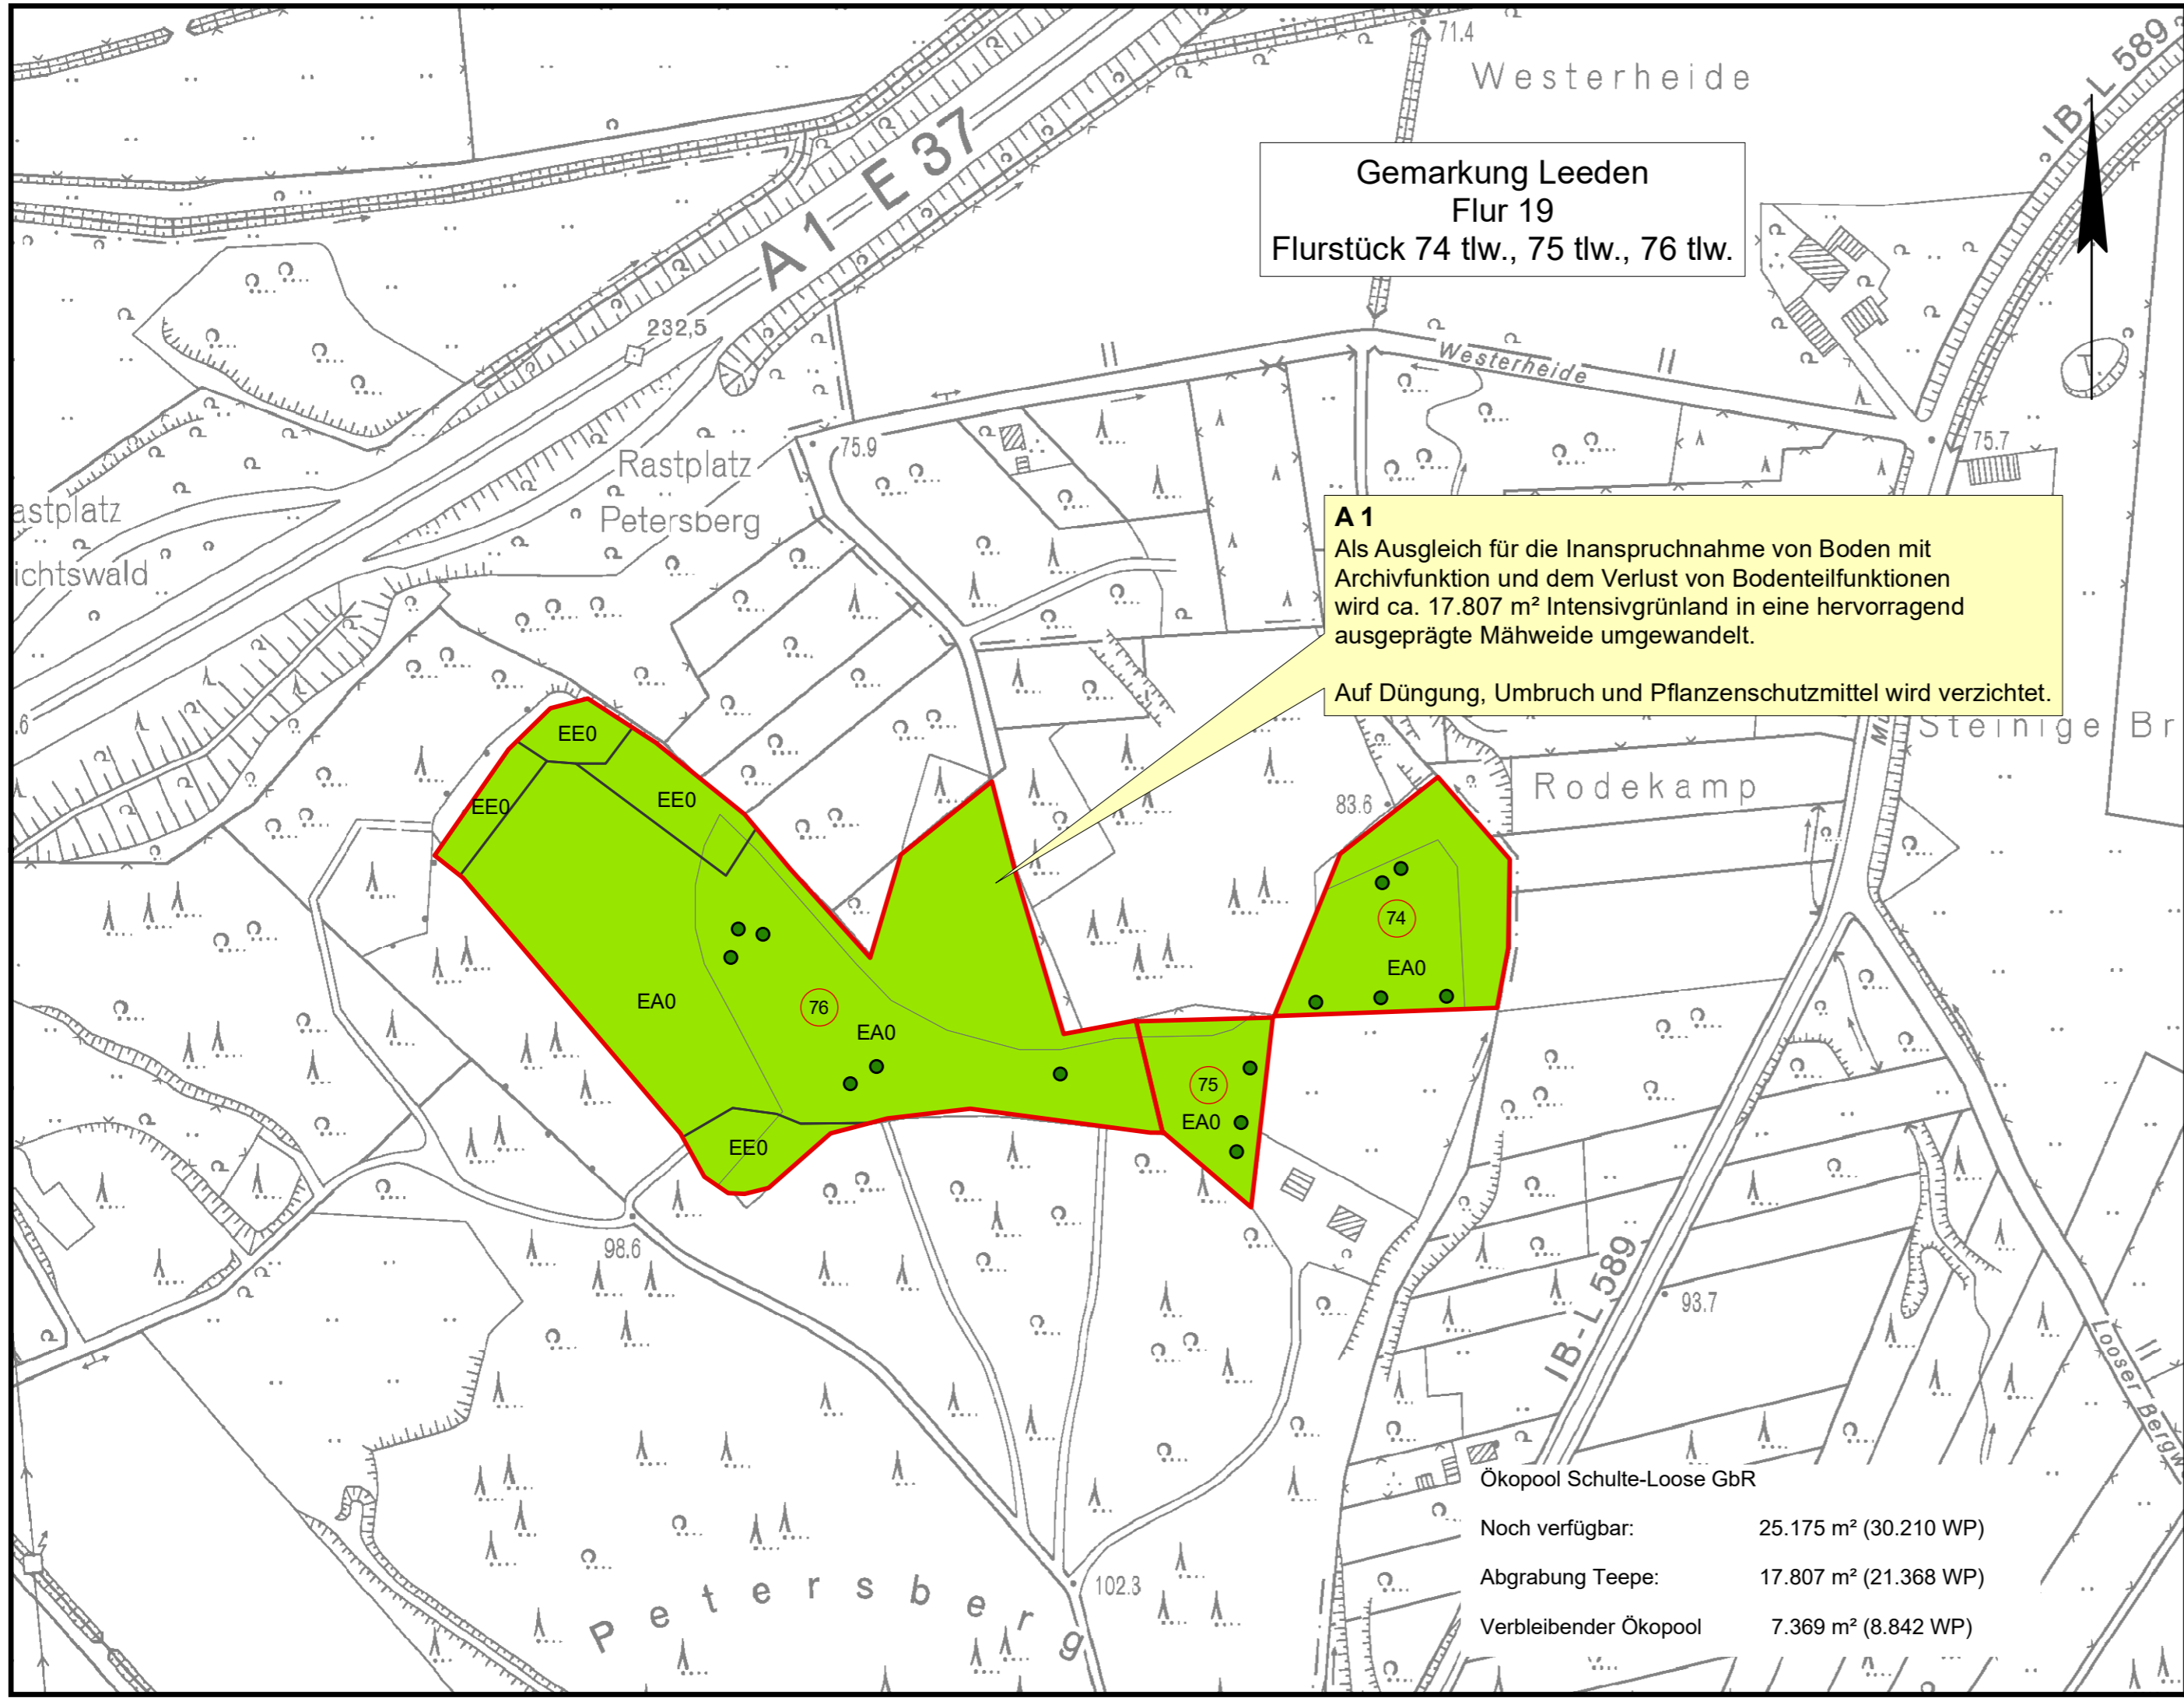 71.4
Westerheide
IB-L 589
A 1 - E 37
Gemarkung Leeden
Flur 19
Flurstück 74 tlw., 75 tlw., 76 tlw.
232,5
Westerheide
75.9
75.7
Rastplatz
Petersberg
astplatz
ichtswald
A 1
Als Ausgleich für die Inanspruchnahme von Boden mit
Archivfunktion und dem Verlust von Bodenteilfunktionen
wird ca. 17.807 m² Intensivgrünland in eine hervorragend
ausgeprägte Mähweide umgewandelt.
Auf Düngung, Umbruch und Pflanzenschutzmittel wird verzichtet.
.6
Steinige Br
EE0
EE0
EE0
Rodekamp
83.6
74
EA0
EA0
76
EA0
75
EA0
EE0
98.6
IB-L 589
93.7
Looser Bergw
102.3
Petersberg
Ökopool Schulte-Loose GbR
Noch verfügbar: 25.175 m² (30.210 WP)
Abgrabung Teepe: 17.807 m² (21.368 WP)
Verbleibender Ökopool 7.369 m² (8.842 WP)